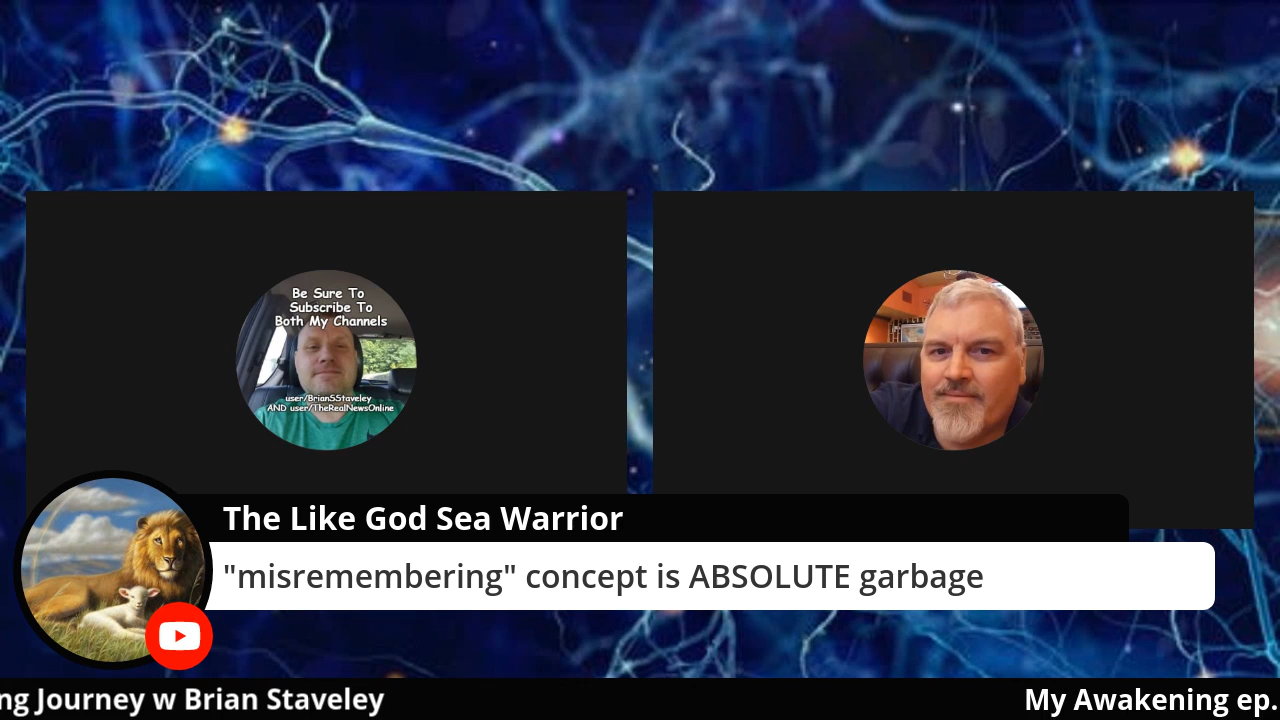 Be Sure To
Subscribe To
Both My Channels
user/BrianSStaveley
AND user/TheRealNewsOnline
The Like God Sea Warrior
"misremembering" concept is ABSOLUTE garbage
ng Journey w Brian Staveley
My Awakening ep.